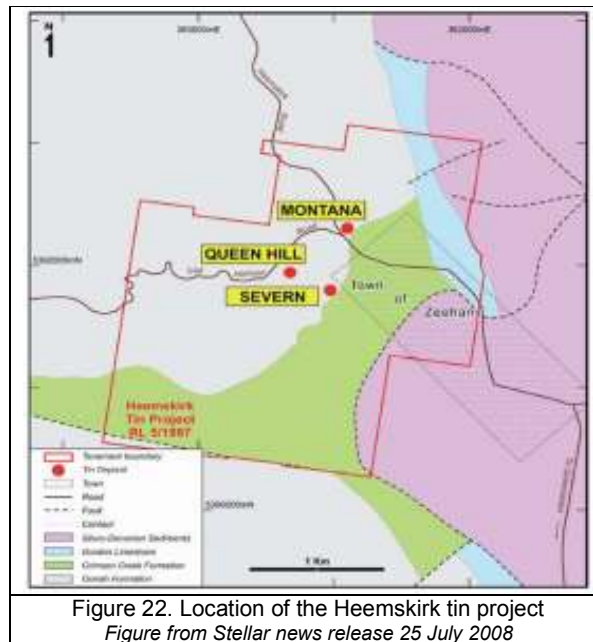 N
MONTANA
QUEEN HILL
SEVERN
Town
of
Zeehan
Heemskirk
Tin Project
RL 5/1997
Tenement boundary
Tin Deposit
Town
Road
Fault
Contact
Siluro-Devonian Sediments
Gordon Limestone
Crimson Creek Formation
Oonah Formation
1 Km
Figure 22. Location of the Heemskirk tin project
Figure from Stellar news release 25 July 2008